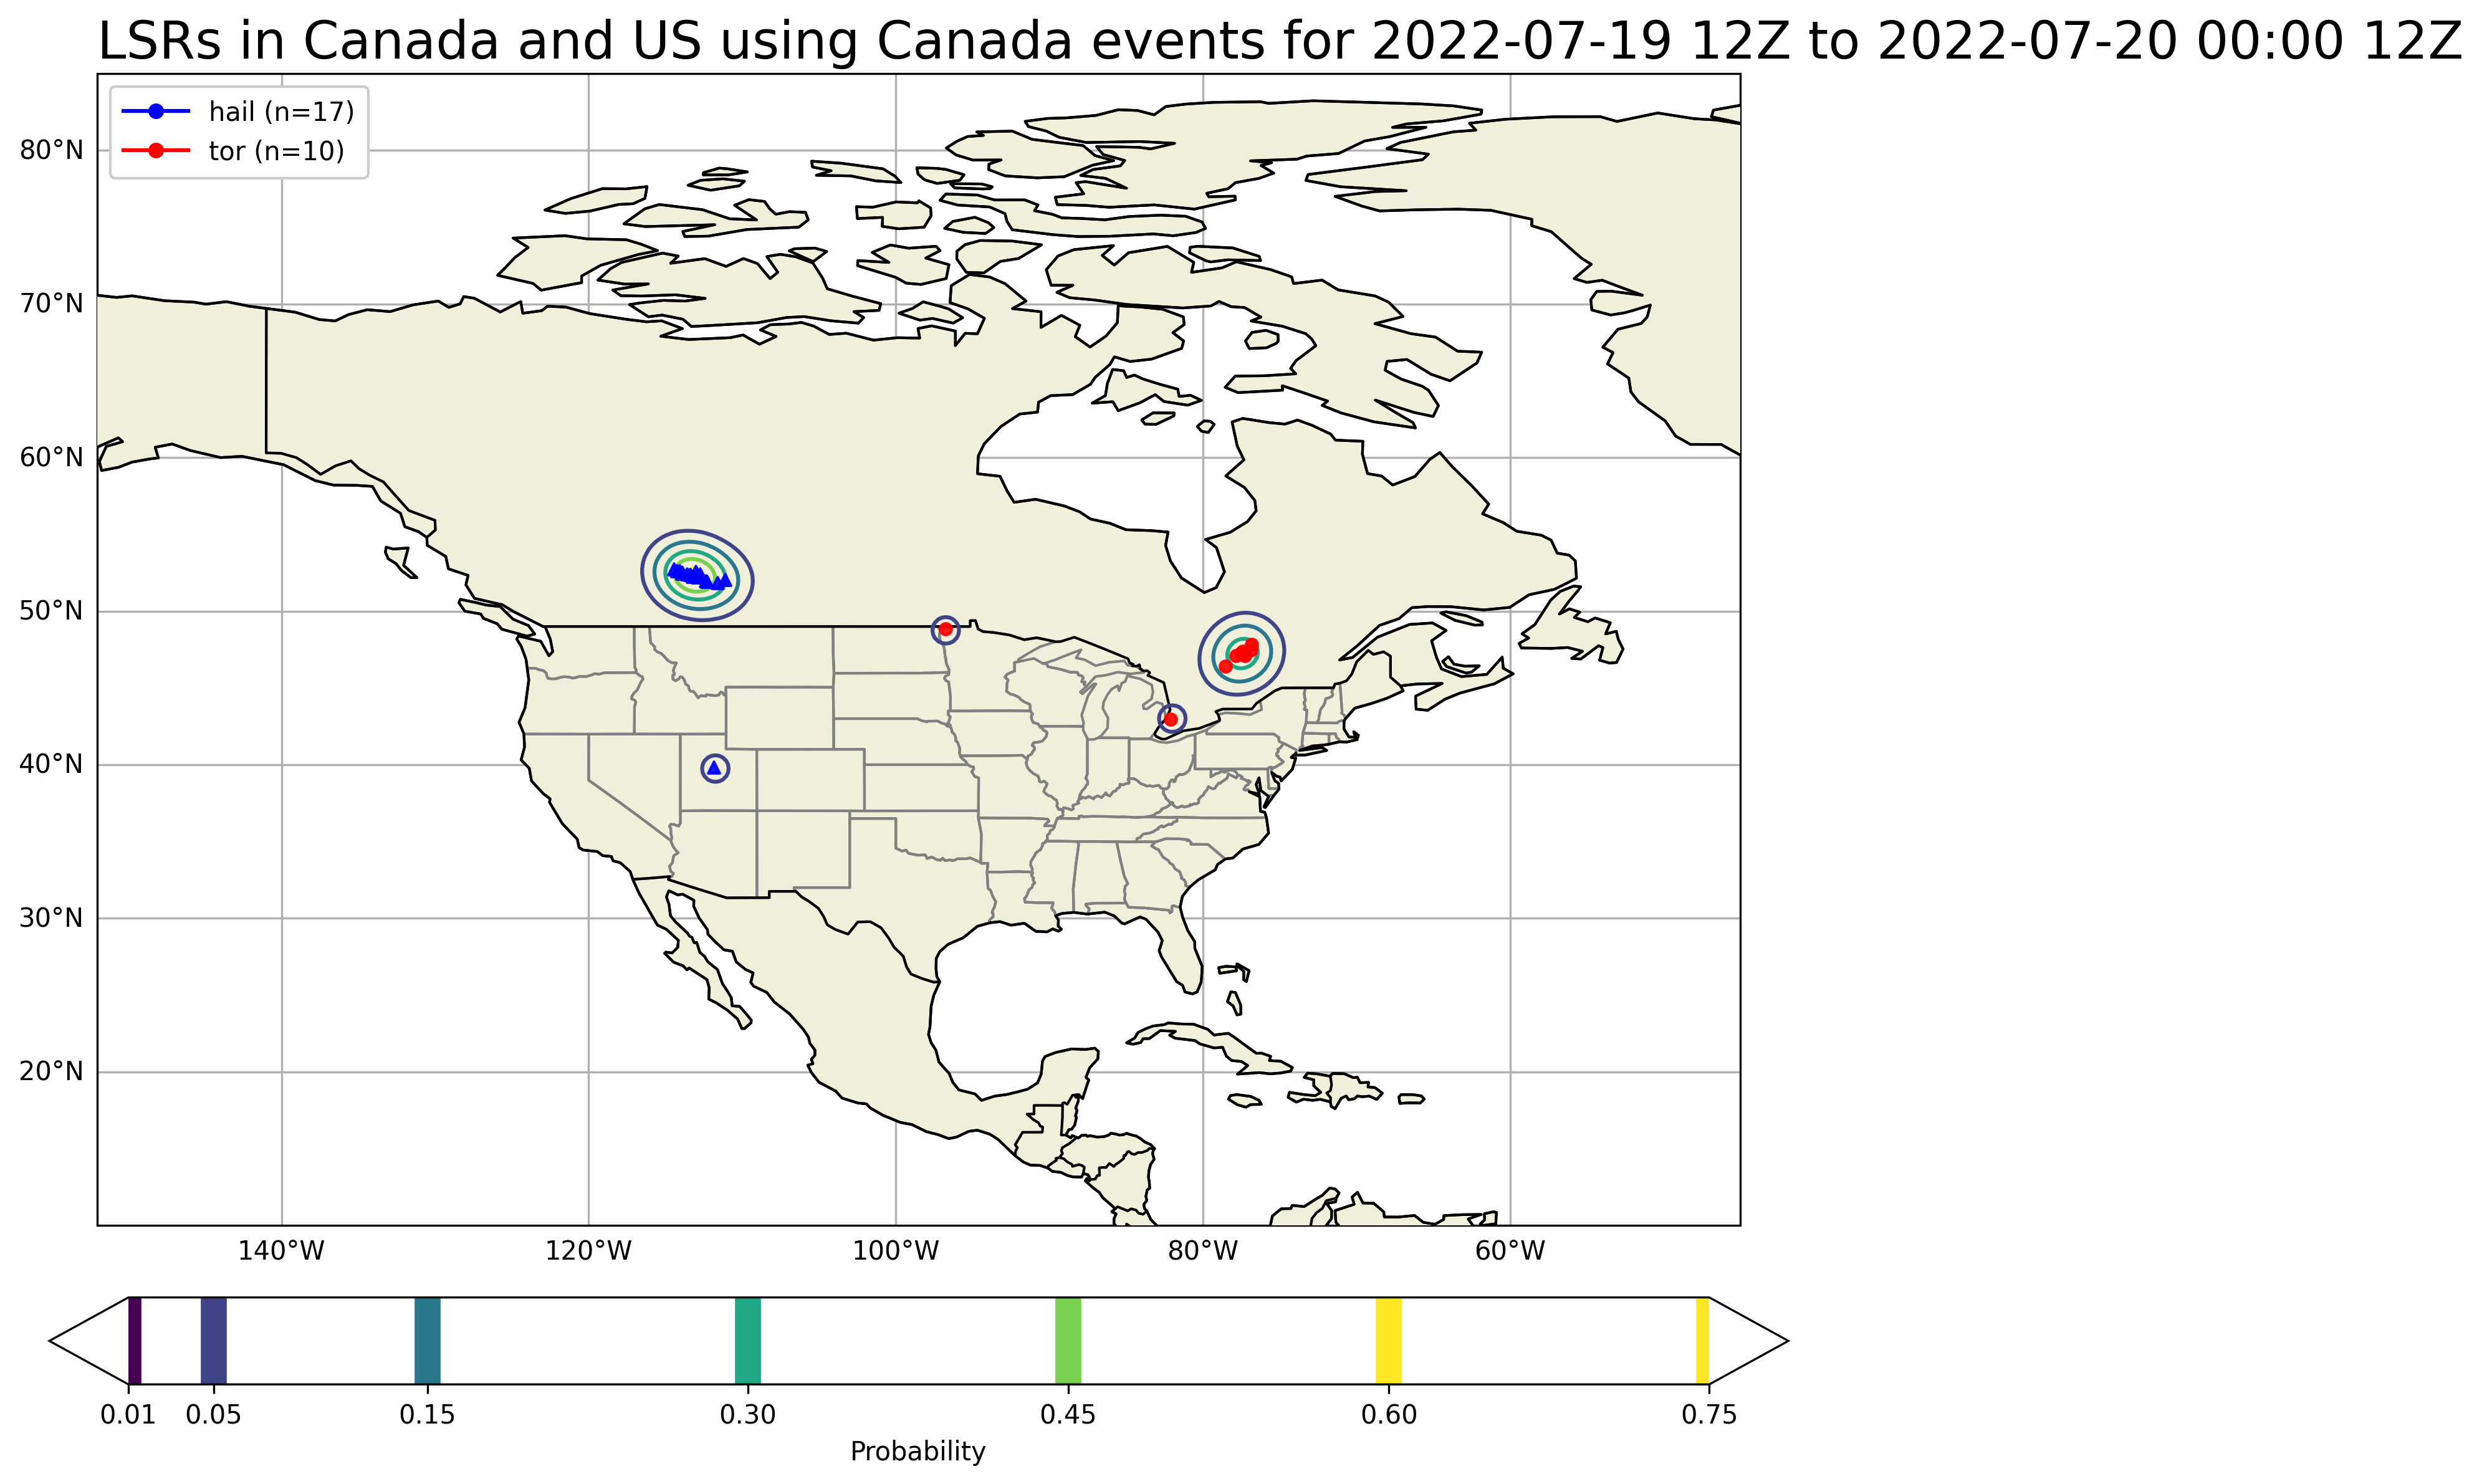 LSRs in Canada and US using Canada events for 2022-07-19 12Z to 2022-07-20 00:00 12Z
hail (n=17)
tor (n=10)
80°N
70°N
60°N
50°N
40°N
30°N
20°N
140°W 120°W 100°W 80°W 60°W
0.01 0.05 0.15 0.30 0.45 0.60 0.75
Probability